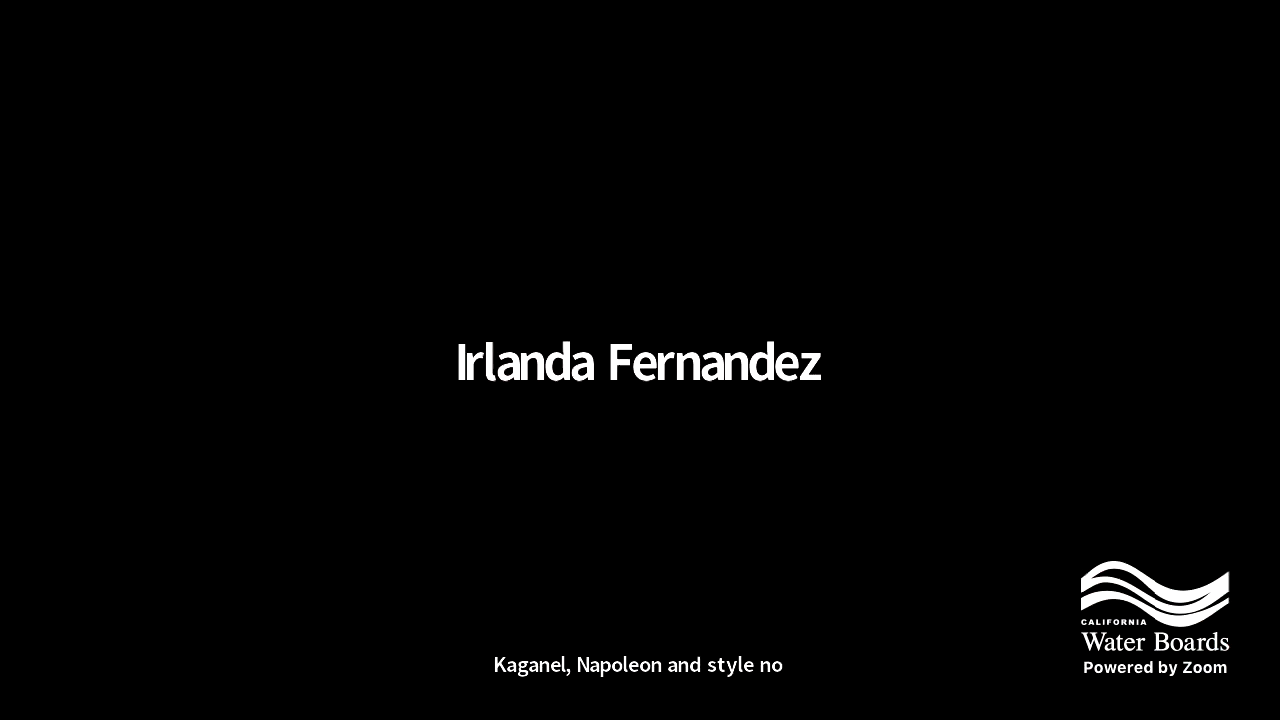 Irlanda Fernandez
CALIFORNIA
Water Boards
Powered by Zoom
Kaganel, Napoleon and style no